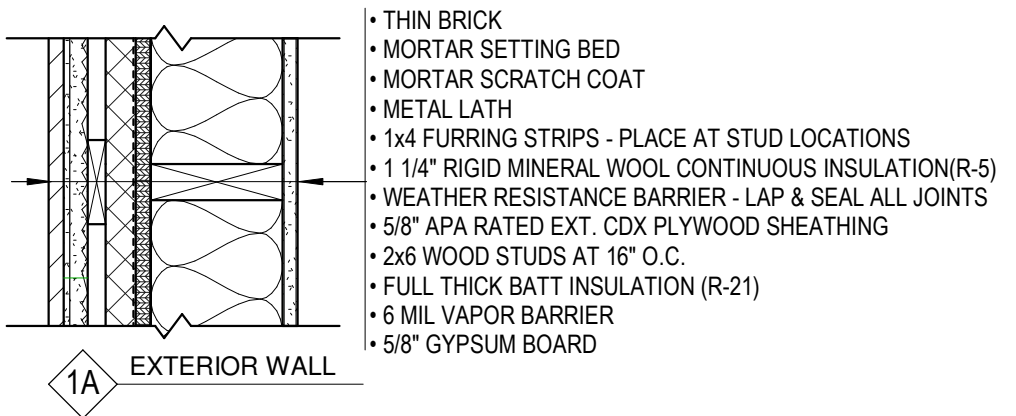 • THIN BRICK
• MORTAR SETTING BED
• MORTAR SCRATCH COAT
• METAL LATH
• 1x4 FURRING STRIPS - PLACE AT STUD LOCATIONS
• 1 1/4" RIGID MINERAL WOOL CONTINUOUS INSULATION(R-5)
• WEATHER RESISTANCE BARRIER - LAP & SEAL ALL JOINTS
• 5/8" APA RATED EXT. CDX PLYWOOD SHEATHING
• 2x6 WOOD STUDS AT 16" O.C.
• FULL THICK BATT INSULATION (R-21)
• 6 MIL VAPOR BARRIER
• 5/8" GYPSUM BOARD
EXTERIOR WALL
1A